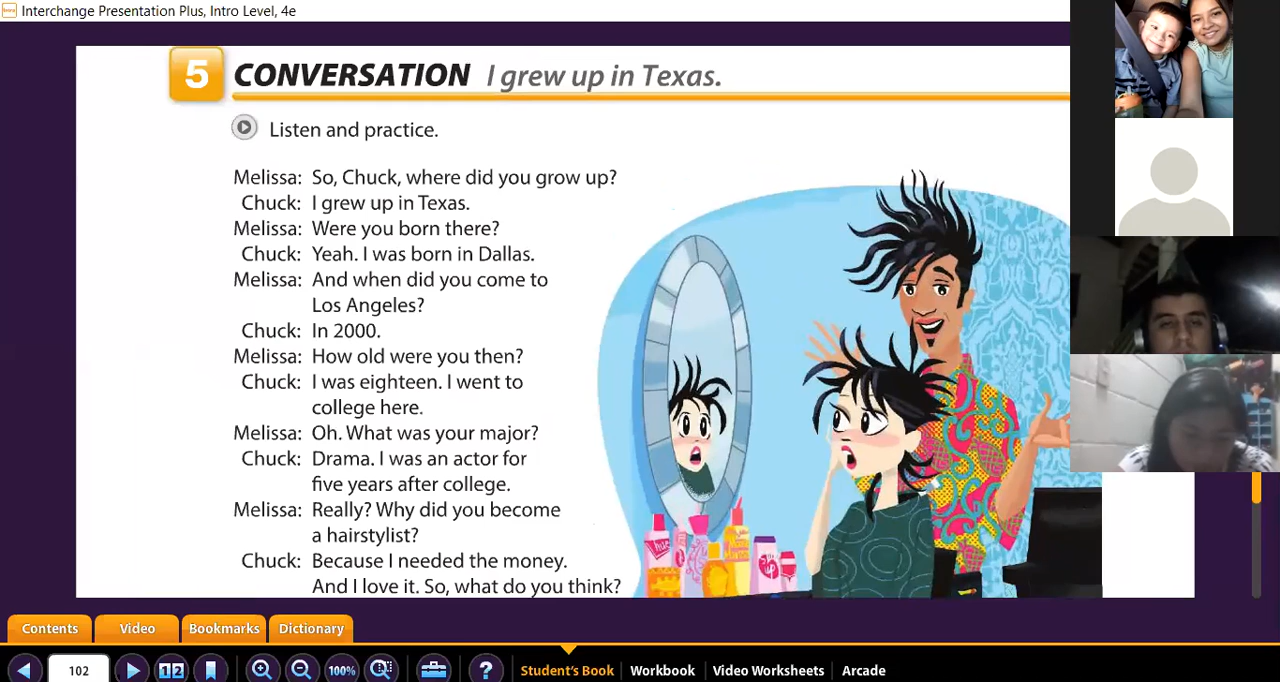 Interchange Presentation Plus, Intro Level, 4e
5 CONVERSATION I grew up in Texas.
Listen and practice.
Melissa: So, Chuck, where did you grow up?
Chuck: I grew up in Texas.
Melissa: Were you born there?
Chuck: Yeah. I was born in Dallas.
Melissa: And when did you come to
Los Angeles?
Chuck: In 2000.
Melissa: How old were you then?
Chuck: I was eighteen. I went to
college here.
Melissa: Oh. What was your major?
Chuck: Drama. I was an actor for
five years after college.
Melissa: Really? Why did you become
a hairstylist?
Chuck: Because I needed the money.
And I love it. So, what do you think?
Contents Video Bookmarks Dictionary
102 12 100% ? Student's Book Workbook Video Worksheets Arcade